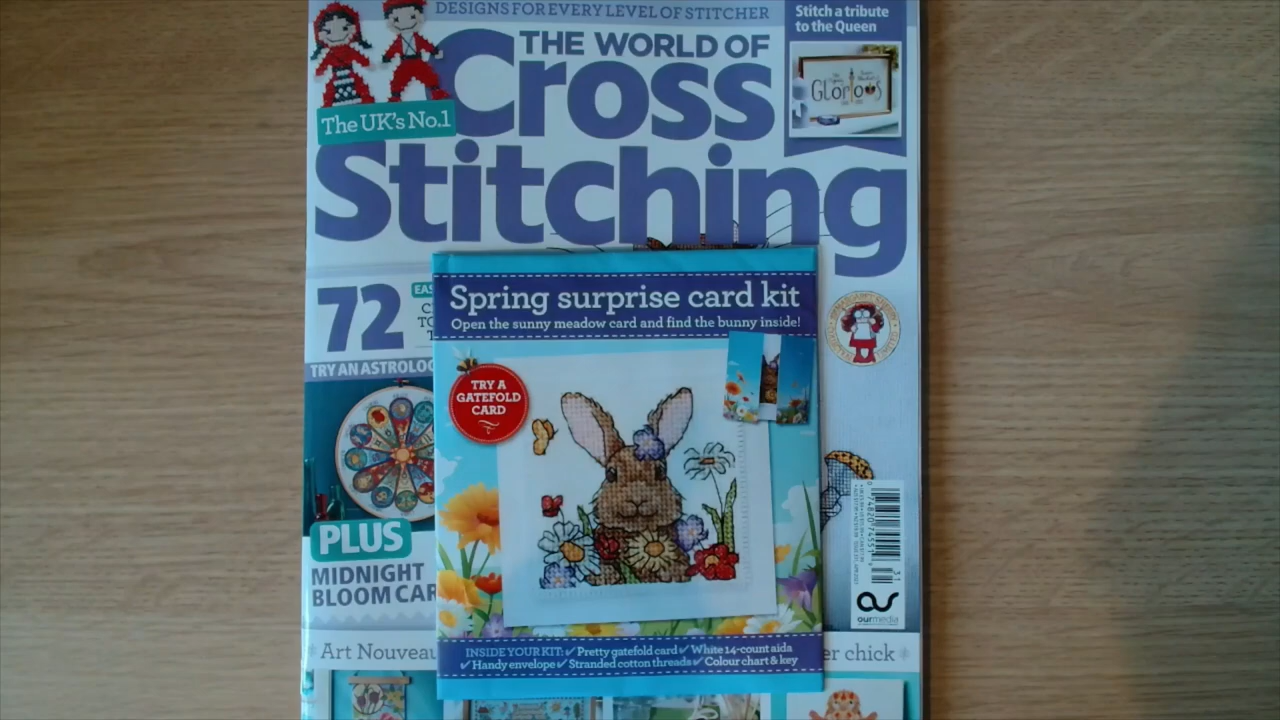 DESIGNS FOR EVERY LEVEL OF STITCHER
Stitch a tribute
to the Queen
THE WORLD OF
Cross
Stitching
The UK's No.1
Glorious
72
EAS
TRY AN ASTROLOG
PLUS
MIDNIGHT
BLOOM CAR
Art Nouveau
er chick
Spring surprise card kit
Open the sunny meadow card and find the bunny inside!
TRY A
GATEFOLD
CARD
INSIDE YOUR KIT: ✓ Pretty gatefold card ✓ White 14-count aida
✓ Handy envelope ✓ Stranded cotton threads ✓ Colour chart & key
31
ourmedia